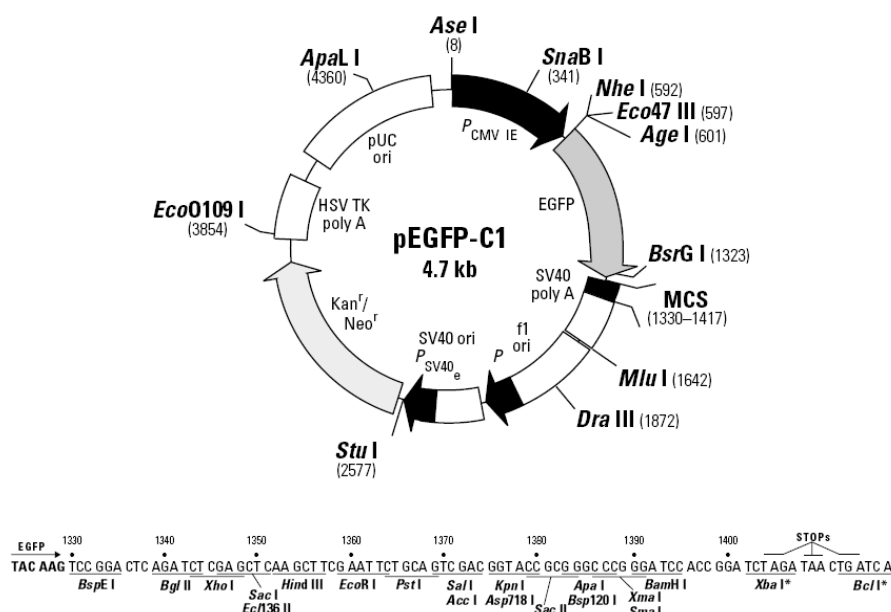 Ase I
(8)
ApaL I
(4360)
SnaB I
(341)
Nhe I (592)
Eco47 III (597)
Age I (601)
P CMV IE
pUC
ori
EGFP
HSV TK
poly A
EcoO109 I
(3854)
pEGFP-C1
4.7 kb
BsrG I (1323)
SV40
poly A
MCS
(1330–1417)
Kanr/
Neor
f1
ori
SV40 ori
P SV40e
P
Mlu I (1642)
Dra III (1872)
Stu I
(2577)
EGFP 1330 1340 1350 1360 1370 1380 1390 1400 STOPs
TAC AAG TCC GGA CTC AGA TCT CGA GCT CAA GCT TCG AAT TCT GCA GTC GAC GGT ACC GCG GGC CCG GGA TCC ACC GGA TCT AGA TAA CTG ATC A
BspE I Bgl II Xho I Hind III EcoR I Pst I Sal I Kpn I Apa I BamH I Xba I* Bcl I*
Sac I Acc I Asp718 I Bsp120 I Xma I
Ecl136 II Sac II